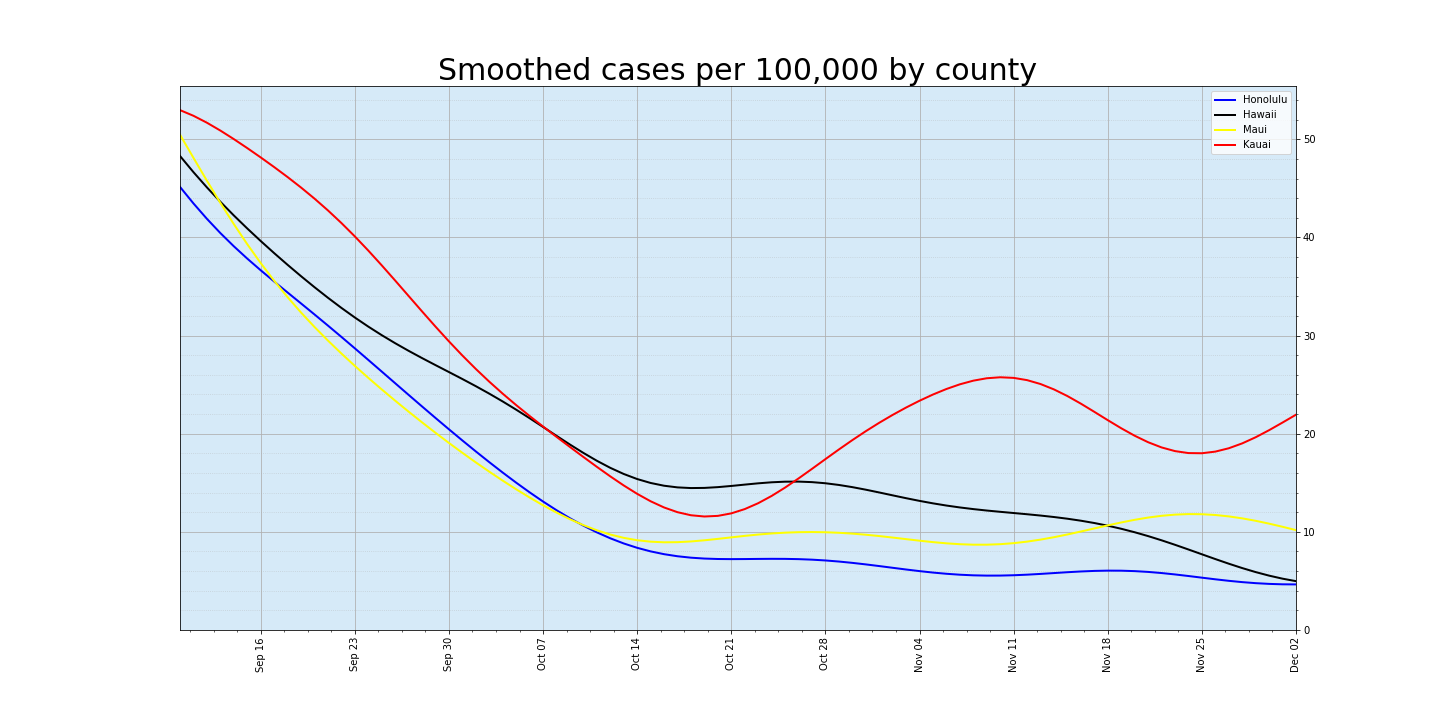 Smoothed cases per 100,000 by county
Honolulu
Hawaii
Maui
Kauai
50
40
30
20
10
0
Sep 16
Sep 23
Sep 30
Oct 07
Oct 14
Oct 21
Oct 28
Nov 04
Nov 11
Nov 18
Nov 25
Dec 02